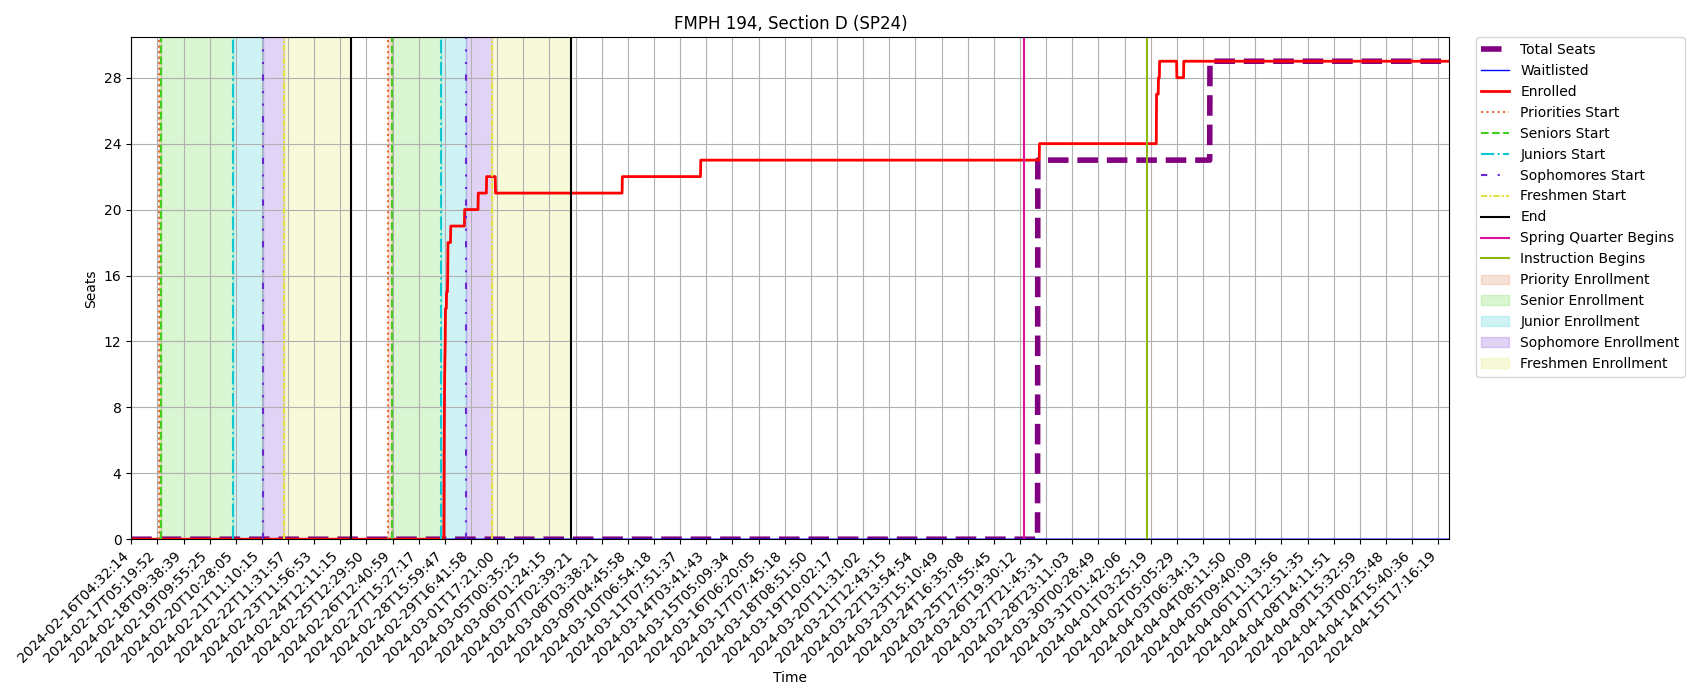 FMPH 194, Section D (SP24)
Seats
28
24
20
16
12
8
4
0
2024-02-16T04:32:14
2024-02-17T05:19:52
2024-02-18T09:38:39
2024-02-19T09:55:25
2024-02-20T10:28:05
2024-02-21T11:10:15
2024-02-22T11:31:57
2024-02-23T11:56:53
2024-02-24T12:11:15
2024-02-25T12:29:50
2024-02-26T12:40:59
2024-02-27T15:27:17
2024-02-28T15:59:47
2024-02-29T16:41:58
2024-03-01T17:21:00
2024-03-05T00:35:25
2024-03-06T01:24:15
2024-03-07T02:39:21
2024-03-08T03:38:21
2024-03-09T04:45:58
2024-03-10T06:54:18
2024-03-11T07:51:37
2024-03-14T03:41:43
2024-03-15T05:09:34
2024-03-16T06:20:05
2024-03-17T07:45:18
2024-03-18T08:51:50
2024-03-19T10:02:17
2024-03-20T11:31:02
2024-03-21T12:43:15
2024-03-22T13:54:54
2024-03-23T15:10:49
2024-03-24T16:35:08
2024-03-25T17:55:45
2024-03-26T19:30:12
2024-03-27T21:45:31
2024-03-28T23:11:03
2024-03-30T00:28:49
2024-03-31T01:42:06
2024-04-01T03:25:19
2024-04-02T05:05:29
2024-04-03T06:34:13
2024-04-04T08:11:50
2024-04-05T09:40:05
2024-04-06T11:13:56
2024-04-07T12:51:35
2024-04-08T14:11:51
2024-04-09T15:32:59
2024-04-13T00:25:48
2024-04-14T15:40:36
2024-04-15T17:16:19
Time
Total Seats
Waitlisted
Enrolled
Priorities Start
Seniors Start
Juniors Start
Sophomores Start
Freshmen Start
End
Spring Quarter Begins
Instruction Begins
Priority Enrollment
Senior Enrollment
Junior Enrollment
Sophomore Enrollment
Freshmen Enrollment